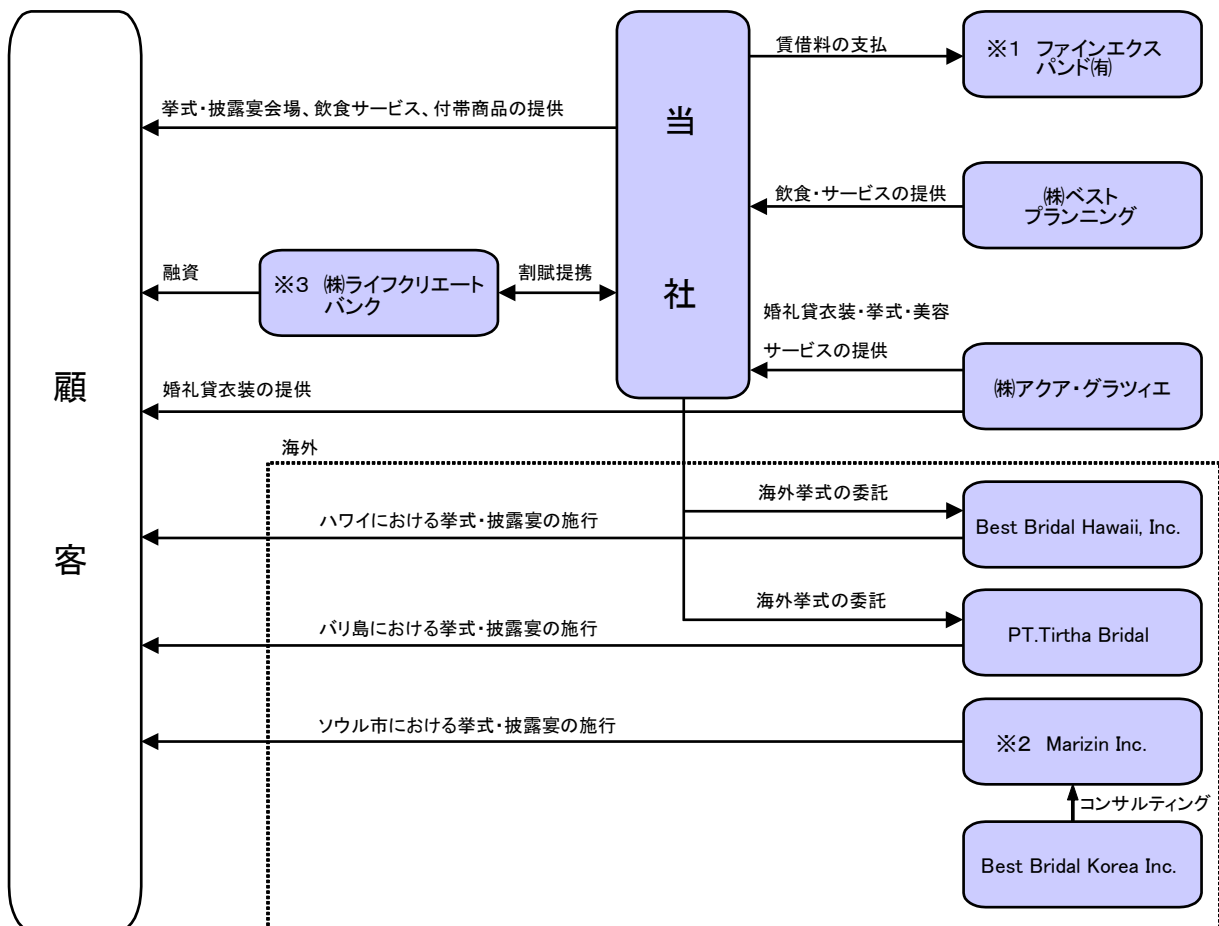 賃借料の支払
※1 ファインエクス
パンド㈲
挙式・披露宴会場、飲食サービス、付帯商品の提供
当
社
飲食・サービスの提供
㈱ベスト
プランニング
融資
※3 ㈱ライフクリエート
バンク
割賦提携
婚礼貸衣装・挙式・美容
サービスの提供
㈱アクア・グラツィエ
婚礼貸衣装の提供
顧
客
海外
海外挙式の委託
Best Bridal Hawaii, Inc.
ハワイにおける挙式・披露宴の施行
海外挙式の委託
PT.Tirtha Bridal
バリ島における挙式・披露宴の施行
ソウル市における挙式・披露宴の施行
※2 Marizin Inc.
コンサルティング
Best Bridal Korea Inc.